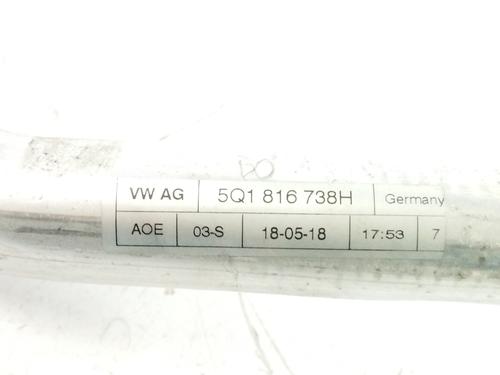 VW AG 5Q1 816 738H Germany
AOE 03-S 18-05-18 17:53 7